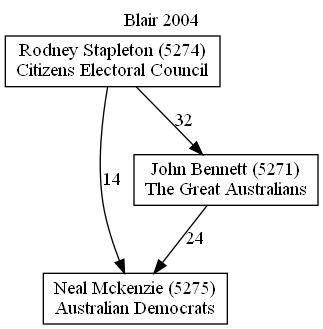 Blair 2004
Rodney Stapleton (5274)
Citizens Electoral Council
32
John Bennett (5271)
The Great Australians
14
24
Neal Mckenzie (5275)
Australian Democrats